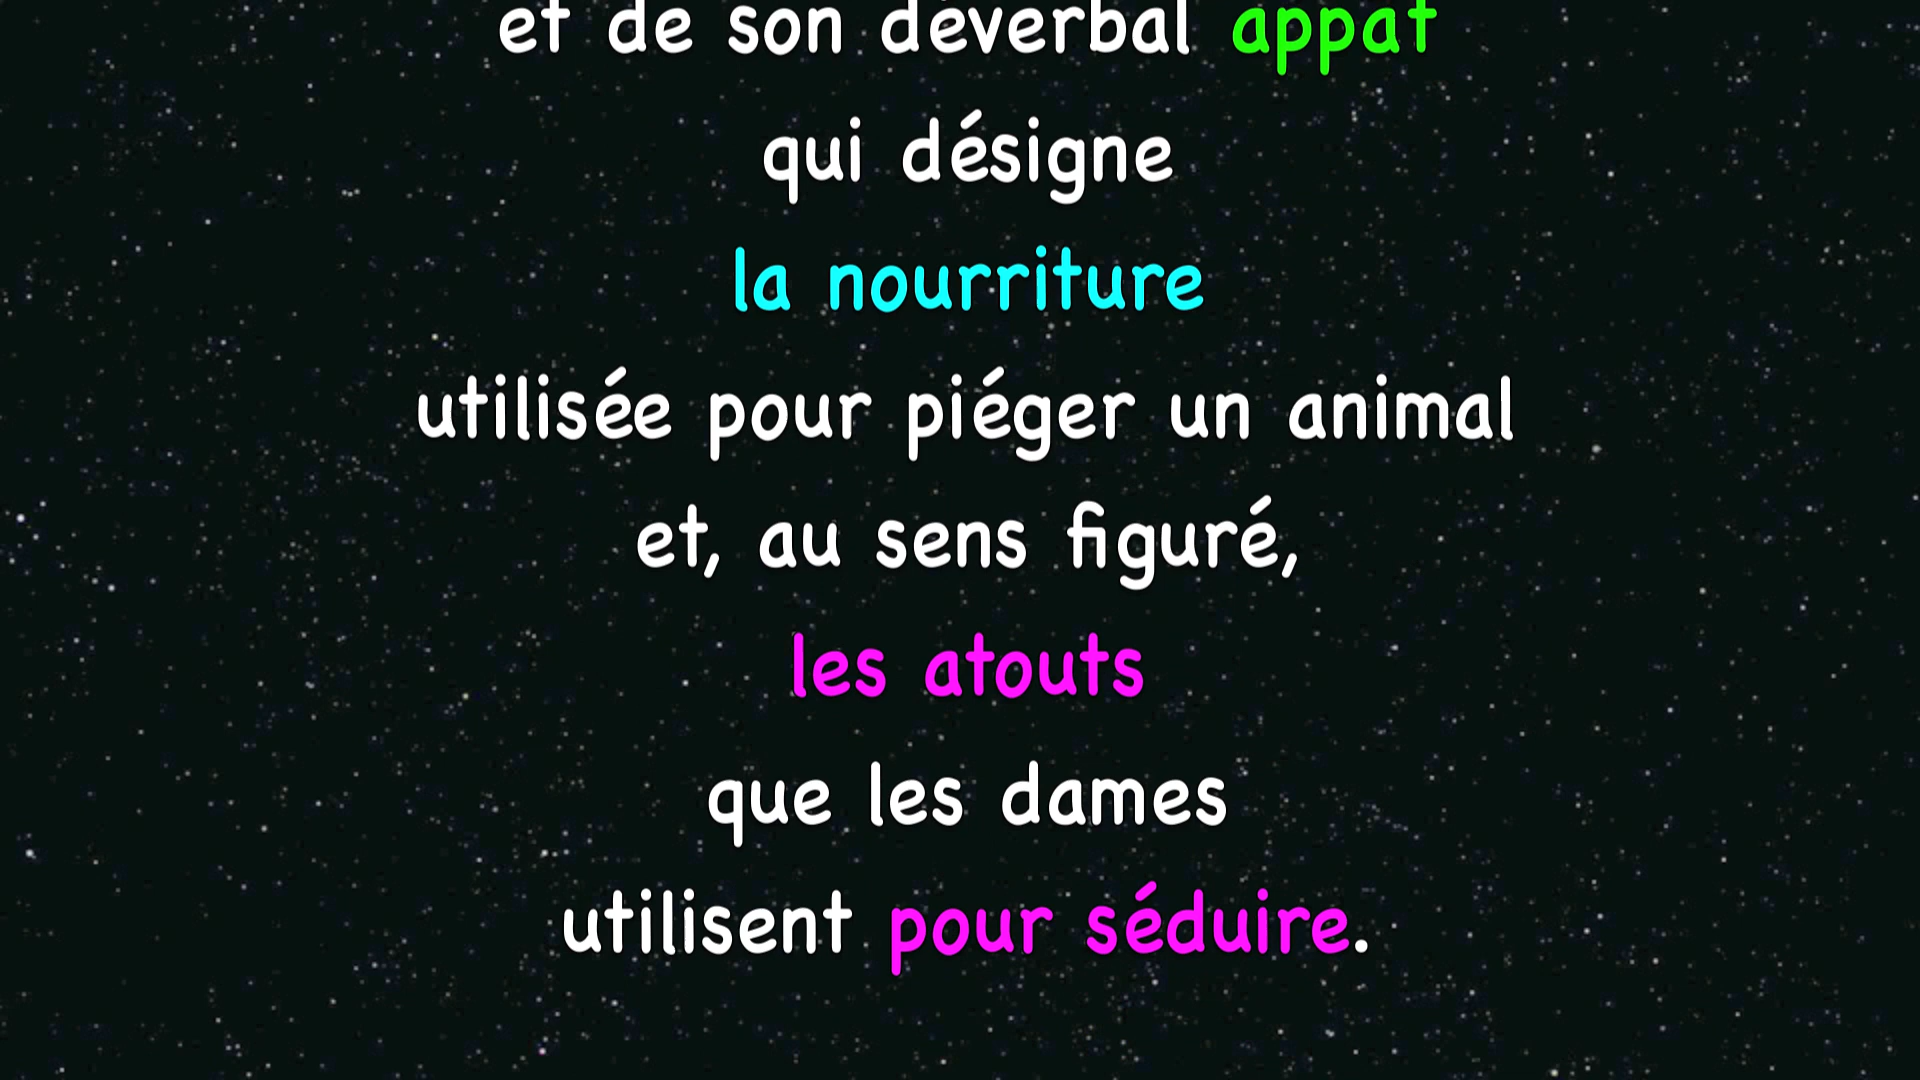 et de son déverbal appat
qui désigne
la nourriture
utilisée pour piéger un animal
et, au sens figuré,
les atouts
que les dames
utilisent pour séduire.